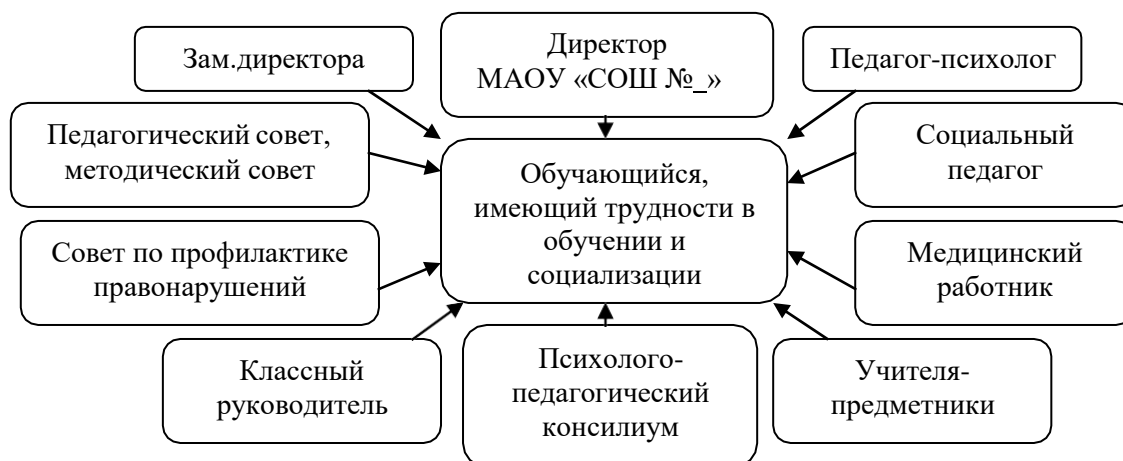 Зам.директора
Директор
МАОУ «СОШ №_»
Педагог-психолог
Педагогический совет,
методический совет
Социальный
педагог
Обучающийся,
имеющий трудности в
обучении и
социализации
Совет по профилактике
правонарушений
Медицинский
работник
Классный
руководитель
Психолого-
педагогический
консилиум
Учителя-
предметники